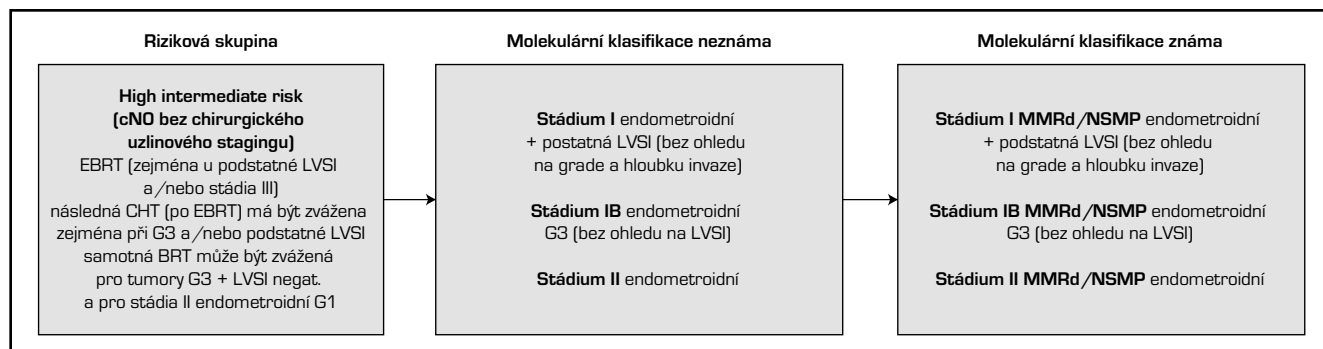 Riziková skupina
High intermediate risk
(cN0 bez chirurgického
uzlinového stagingu)
EBRT (zejména u podstatné LVSI
a/nebo stádia III)
následná CHT (po EBRT) má být zvážena
zejména při G3 a/nebo podstatné LVSI
samotná BRT může být zvážená
pro tumory G3 + LVSI negat.
a pro stádia II endometroidní G1
Molekulární klasifikace neznáma
Stádium I endometroidní
+ postatná LVSI (bez ohledu
na grade a hloubku invaze)
Stádium IB endometroidní
G3 (bez ohledu na LVSI)
Stádium II endometroidní
Molekulární klasifikace známa
Stádium I MMRd/NSMP endometroidní
+ podstatná LVSI (bez ohledu
na grade a hloubku invaze)
Stádium IB MMRd/NSMP endometroidní
G3 (bez ohledu na LVSI)
Stádium II MMRd/NSMP endometroidní